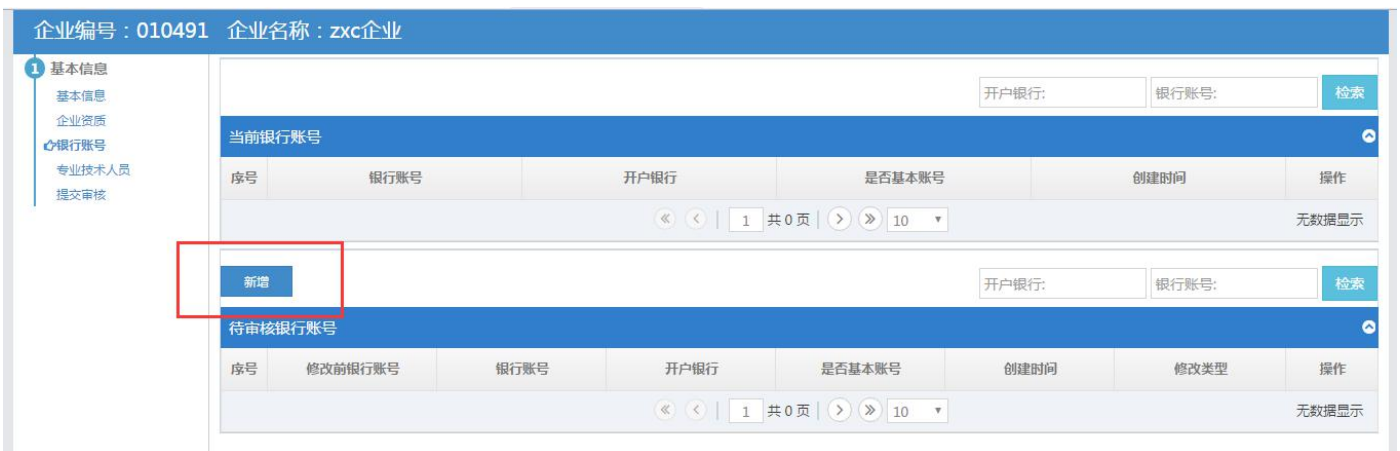 企业编号：010491 企业名称：zxc企业
1 基本信息
基本信息
企业资质
银行账号
专业技术人员
提交审核
开户银行: 银行账号: 检索
当前银行账号
序号 银行账号 开户银行 是否基本账号 创建时间 操作
1 共 0 页 10 无数据显示
新增 开户银行: 银行账号: 检索
待审核银行账号
序号 修改前银行账号 银行账号 开户银行 是否基本账号 创建时间 修改类型 操作
1 共 0 页 10 无数据显示